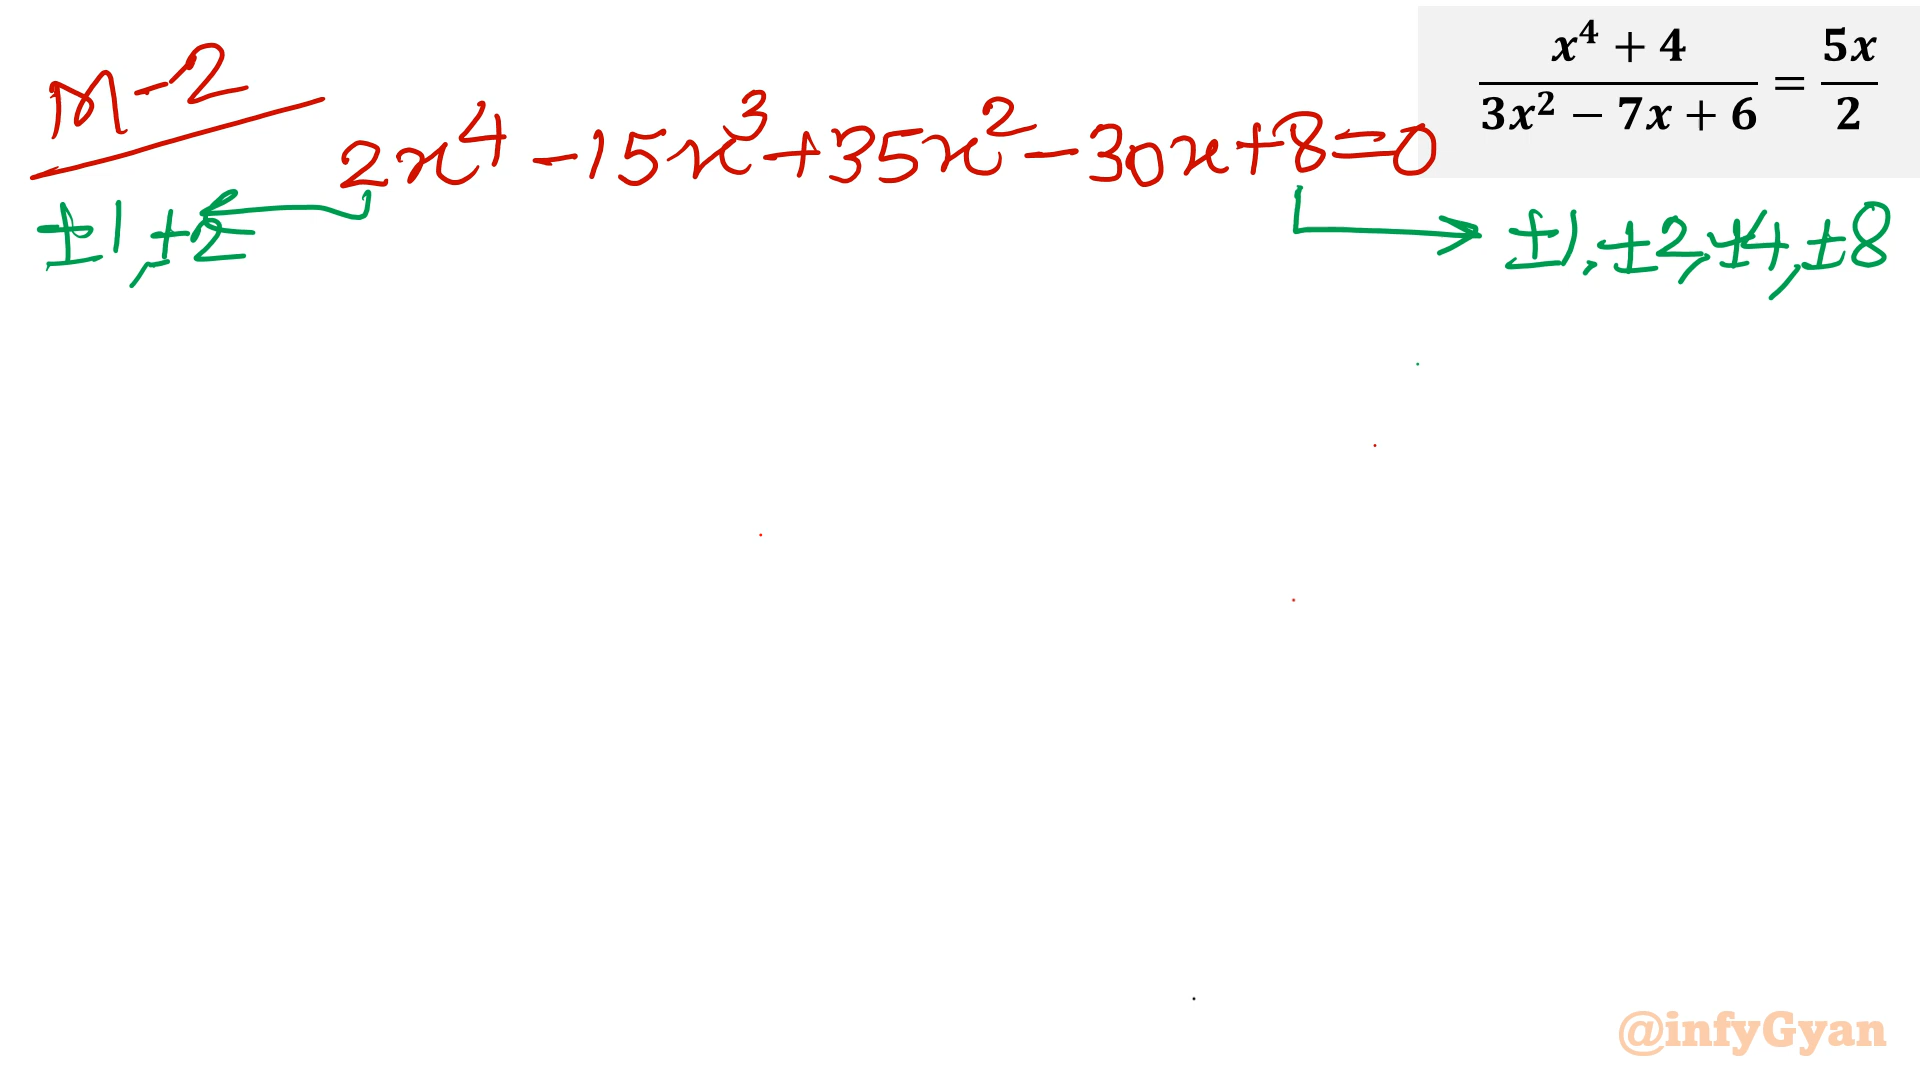 M-2
2x⁴ -15x³+35x²-30x+8=0
x⁴ + 4 / 3x² − 7x + 6 = 5x / 2
±1, ±2
±1, ±2, ±4, ±8
@infyGyan